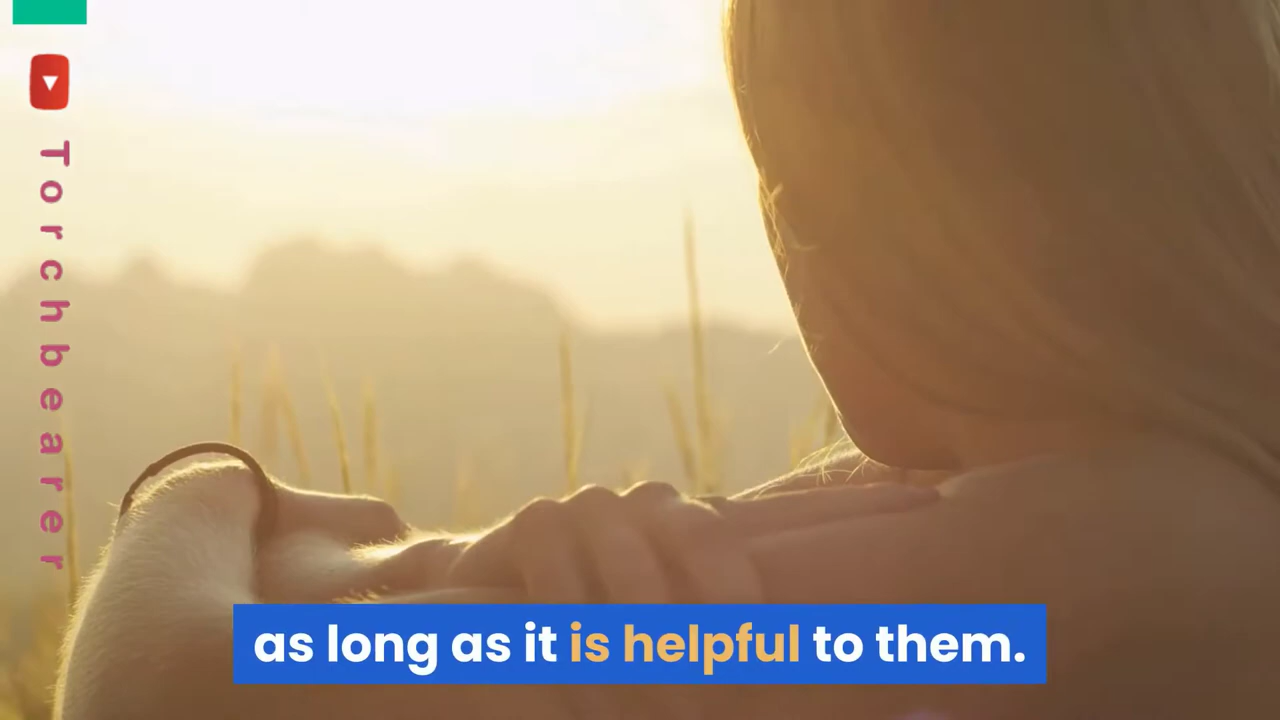 Torchbearer
as long as it is helpful to them.